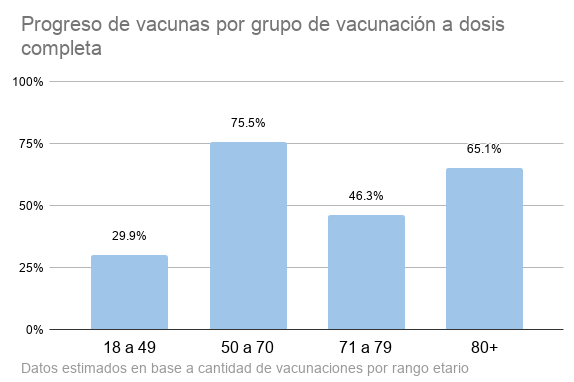 Progreso de vacunas por grupo de vacunación a dosis
completa
100%
75%
50%
25%
0%
29.9%
75.5%
46.3%
65.1%
18 a 49
50 a 70
71 a 79
80+
Datos estimados en base a cantidad de vacunaciones por rango etario